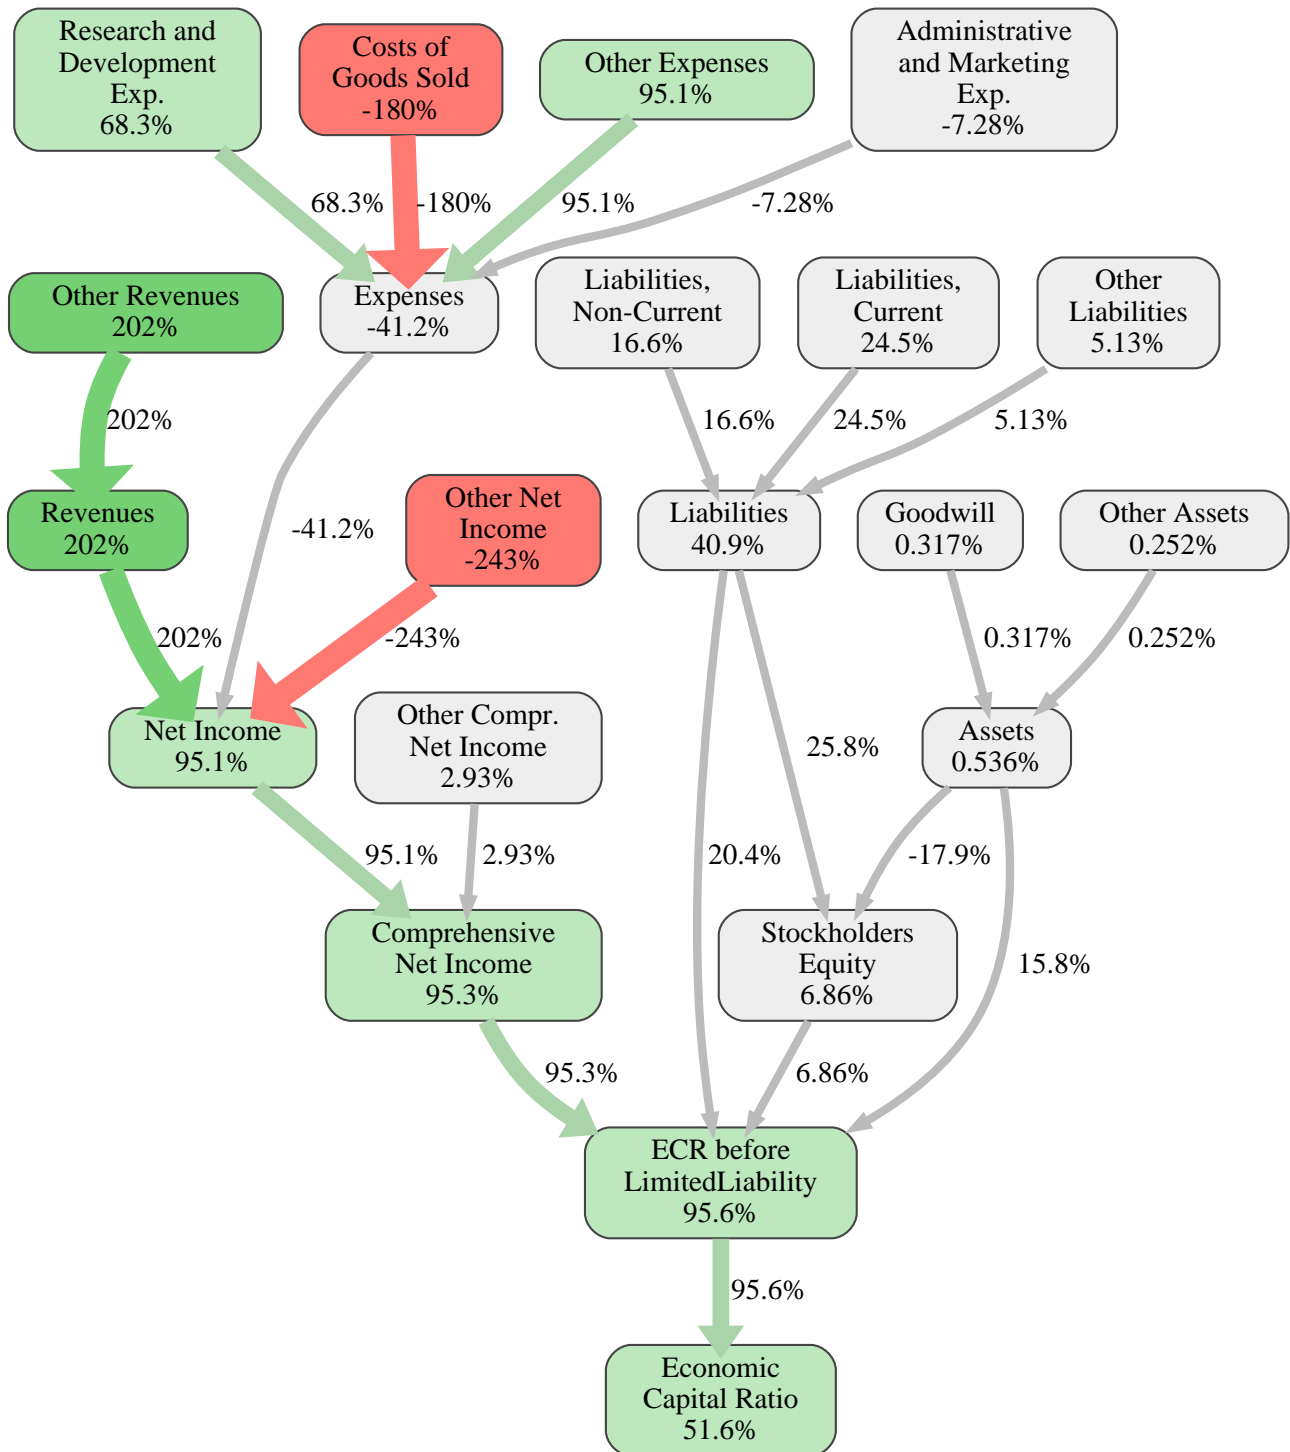 Research and
Development
Exp.
68.3%
Costs of
Goods Sold
-180%
Other Expenses
95.1%
Administrative
and Marketing
Exp.
-7.28%
68.3%
-180%
95.1%
-7.28%
Other Revenues
202%
Expenses
-41.2%
Liabilities,
Non-Current
16.6%
Liabilities,
Current
24.5%
Other
Liabilities
5.13%
202%
16.6%
24.5%
5.13%
Revenues
202%
-41.2%
Other Net
Income
-243%
Liabilities
40.9%
Goodwill
0.317%
Other Assets
0.252%
202%
-243%
0.317%
0.252%
Net Income
95.1%
Other Compr.
Net Income
2.93%
25.8%
Assets
0.536%
95.1%
2.93%
20.4%
-17.9%
Comprehensive
Net Income
95.3%
Stockholders
Equity
6.86%
15.8%
95.3%
6.86%
ECR before
LimitedLiability
95.6%
95.6%
Economic
Capital Ratio
51.6%